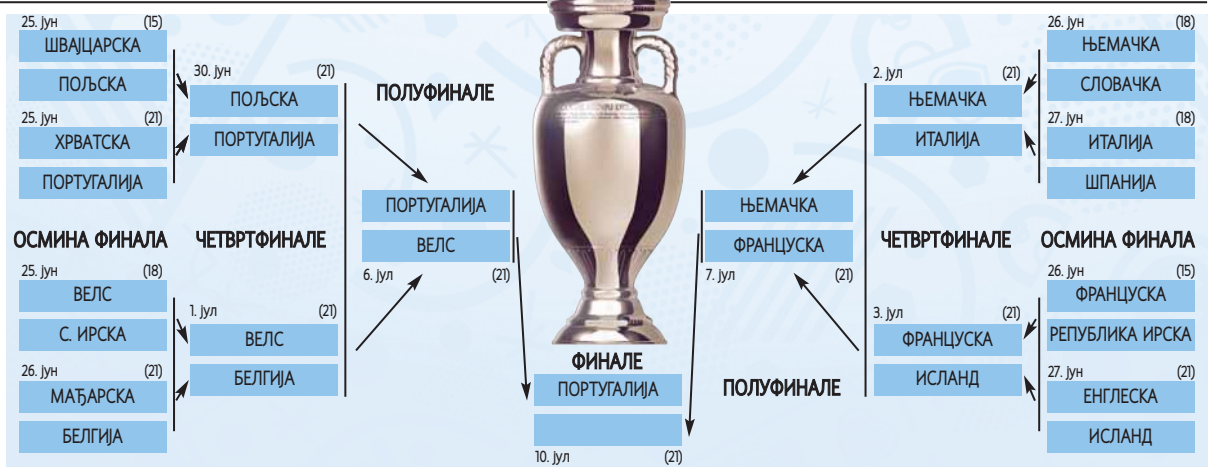 25. јун (15)
ШВАЈЦАРСКА
ПОЉСКА
25. јун (21)
ХРВАТСКА
ПОРТУГАЛИЈА
30. јун (21)
ПОЉСКА
ПОРТУГАЛИЈА
ПОЛУФИНАЛЕ
ПОРТУГАЛИЈА
ВЕЛС
6. јул (21)
ОСМИНА ФИНАЛА
ЧЕТВРТФИНАЛЕ
25. јун (18)
ВЕЛС
С. ИРСКА
26. јун (21)
МАЂАРСКА
БЕЛГИЈА
1. јул (21)
ВЕЛС
БЕЛГИЈА
ФИНАЛЕ
ПОРТУГАЛИЈА
10. јул (21)
2. јул (21)
ЊЕМАЧКА
ИТАЛИЈА
26. јун (18)
ЊЕМАЧКА
СЛОВАЧКА
27. јун (18)
ИТАЛИЈА
ШПАНИЈА
ЊЕМАЧКА
ФРАНЦУСКА
7. јул (21)
ЧЕТВРТФИНАЛЕ
ОСМИНА ФИНАЛА
3. јул (21)
ФРАНЦУСКА
ИСЛАНД
ПОЛУФИНАЛЕ
26. јун (15)
ФРАНЦУСКА
РЕПУБЛИКА ИРСКА
27. јун (21)
ЕНГЛЕСКА
ИСЛАНД